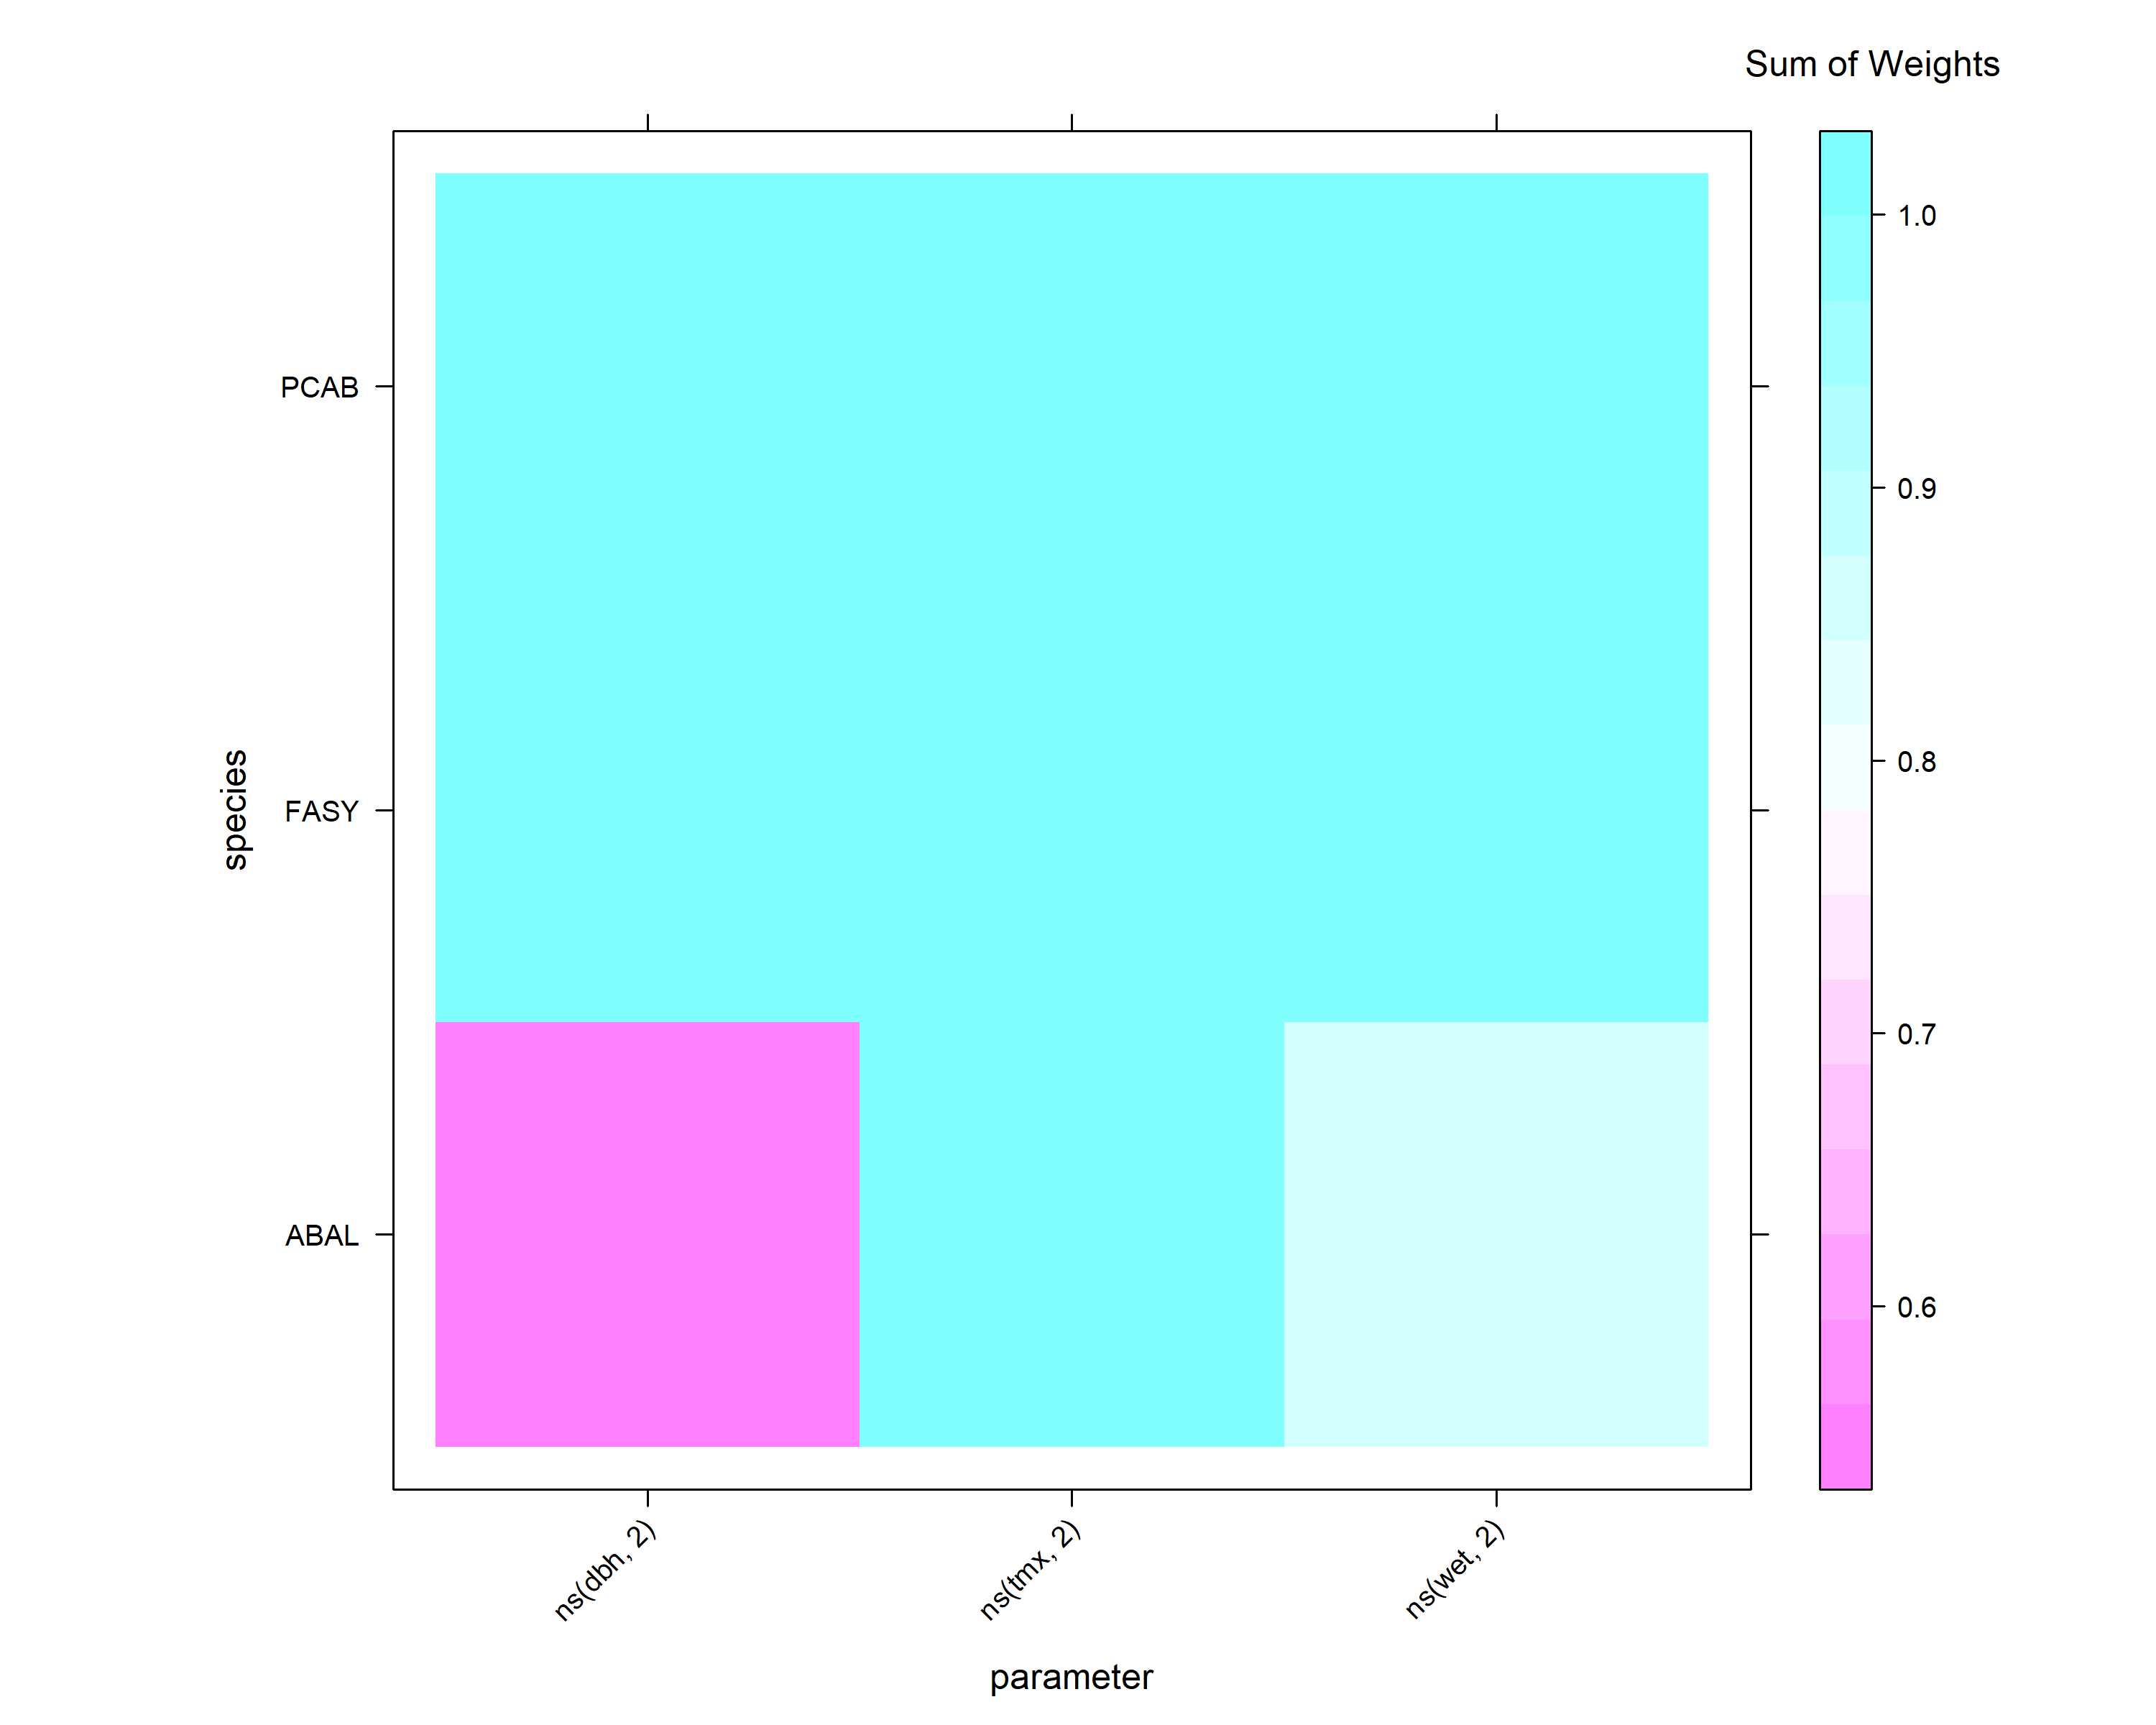 Sum of Weights
1.0
PCAB
0.9
0.8
species
FASY
0.7
ABAL
0.6
ns(dbh, 2)
ns(tmx, 2)
ns(wet, 2)
parameter